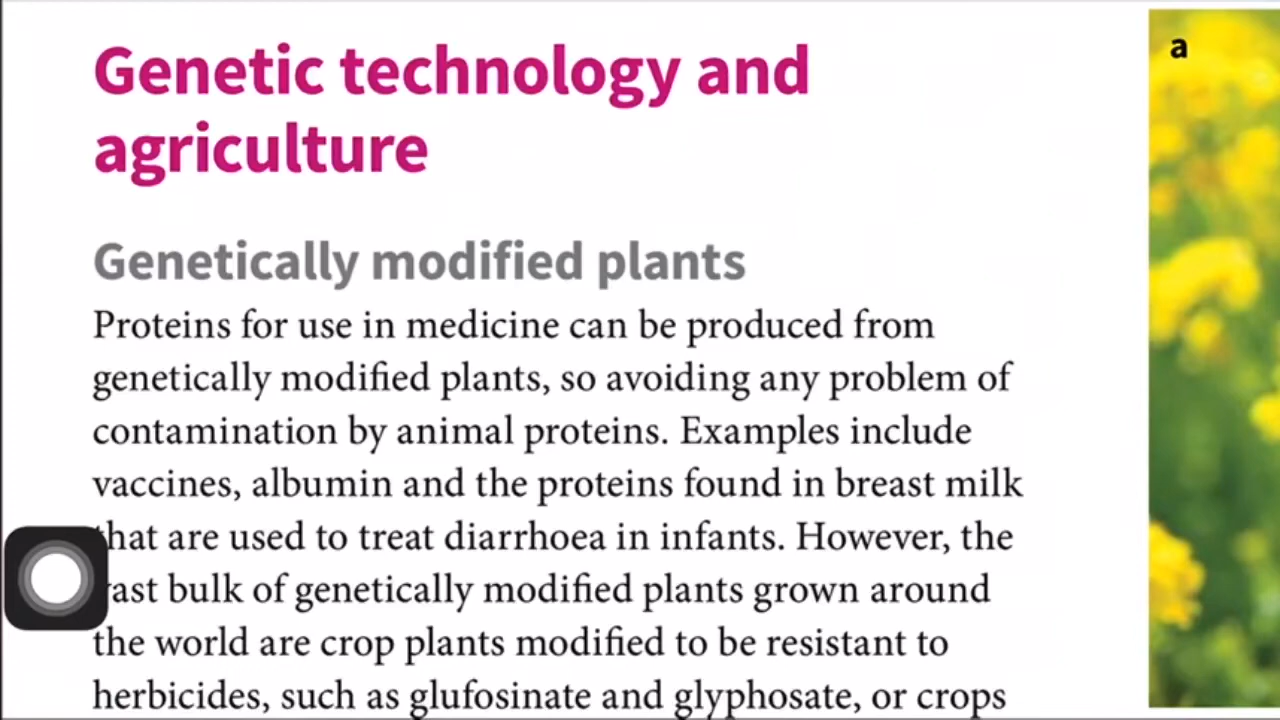 Genetic technology and
agriculture
Genetically modified plants
Proteins for use in medicine can be produced from
genetically modified plants, so avoiding any problem of
contamination by animal proteins. Examples include
vaccines, albumin and the proteins found in breast milk
that are used to treat diarrhoea in infants. However, the
vast bulk of genetically modified plants grown around
the world are crop plants modified to be resistant to
herbicides, such as glufosinate and glyphosate, or crops
a